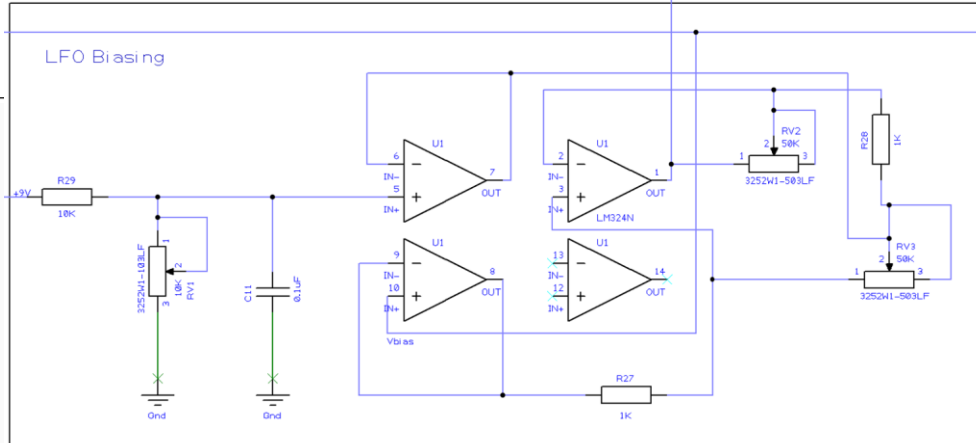 LFO Biasing
+9V
R29
10K
3252W1-103LF
1
2
3
10K
RV1
C11
0.1uF
Gnd
Gnd
U1
6
IN-
5
IN+
7
OUT
U1
2
IN-
3
IN+
1
OUT
LM324N
U1
9
IN-
10
IN+
8
OUT
Vbias
U1
13
IN-
12
IN+
14
OUT
R27
1K
RV2
50K
1
2
3
3252W1-503LF
R28
1K
RV3
50K
1
2
3
3252W1-503LF